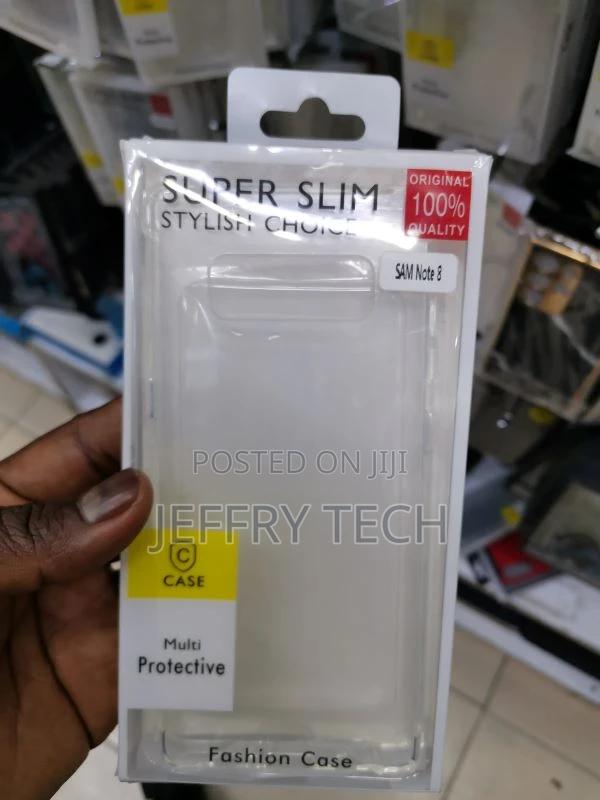 SUPER SLIM
STYLISH CHOICE
ORIGINAL
100%
QUALITY
SAM Note 8
POSTED ON JIJI
JEFFRY TECH
C
CASE
Multi
Protective
Fashion Case